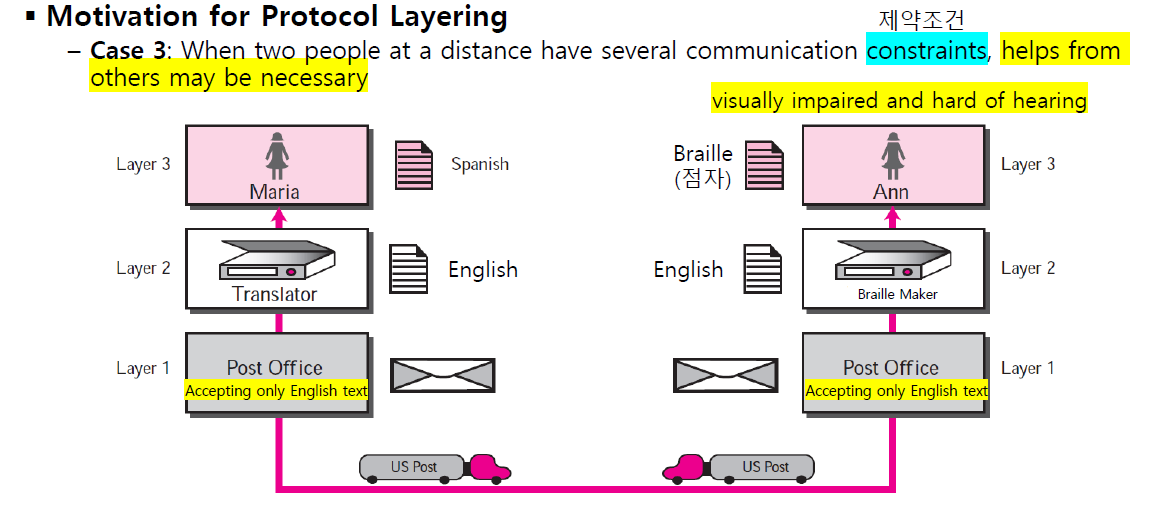 ▪ Motivation for Protocol Layering
제약조건
– Case 3: When two people at a distance have several communication constraints, helps from
others may be necessary
visually impaired and hard of hearing
Layer 3
Maria
Spanish
Braille
(점자)
Ann
Layer 3
Layer 2
Translator
English
English
Braille Maker
Layer 2
Layer 1
Post Office
Accepting only English text
Post Office
Accepting only English text
Layer 1
US Post
US Post